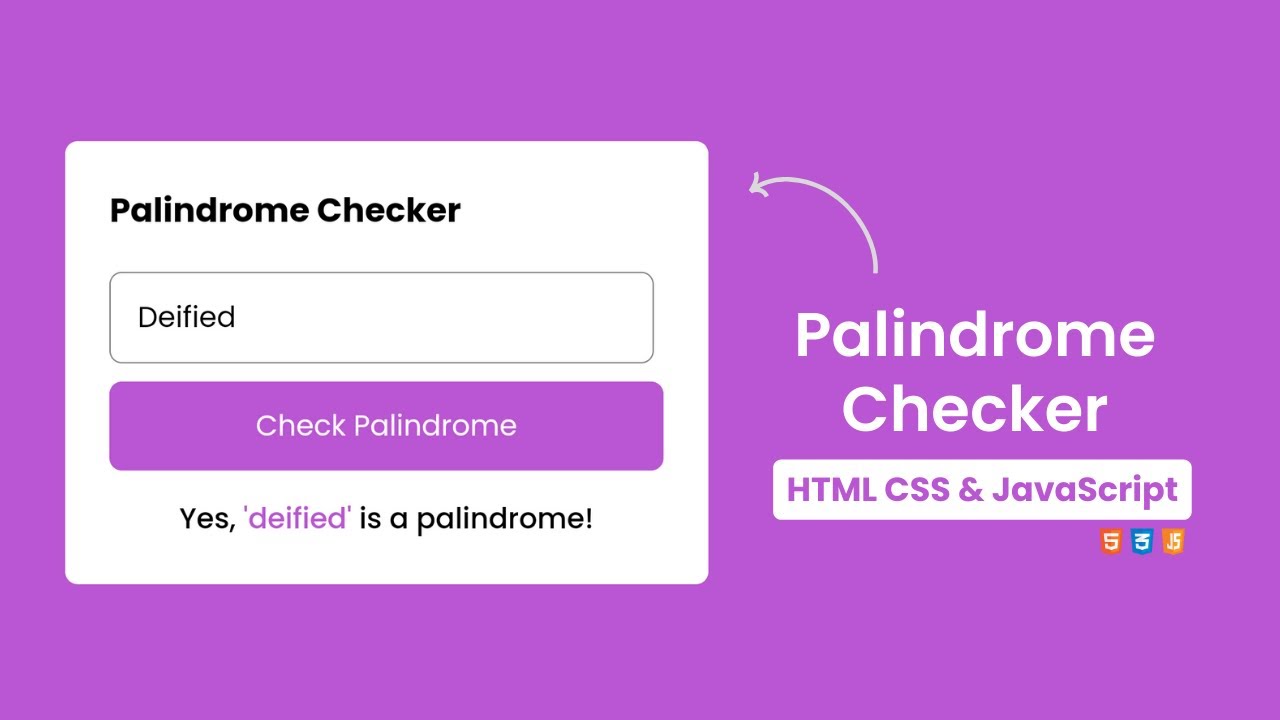 Palindrome Checker
Deified
Check Palindrome
Yes, 'deified' is a palindrome!
Palindrome
Checker
HTML CSS & JavaScript
5 3 JS